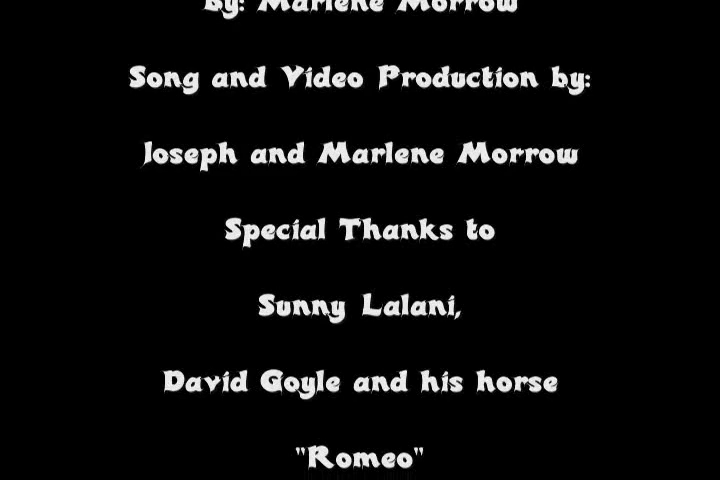 By: Marlene Morrow
Song and Video Production by:
Joseph and Marlene Morrow
Special Thanks to
Sunny Lalani,
David Goyle and his horse
"Romeo"